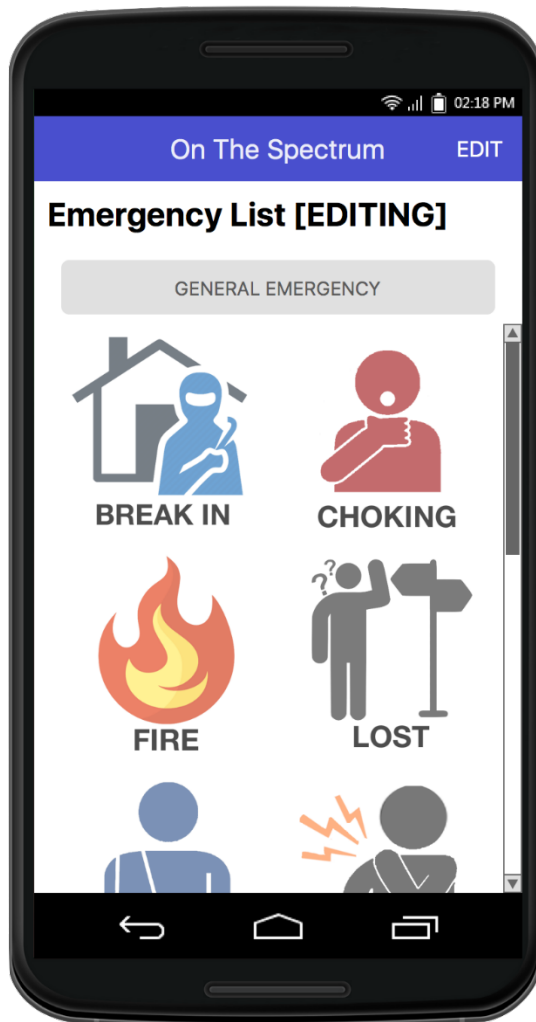 02:18 PM
On The Spectrum EDIT
Emergency List [EDITING]
GENERAL EMERGENCY
BREAK IN CHOKING
??
FIRE LOST